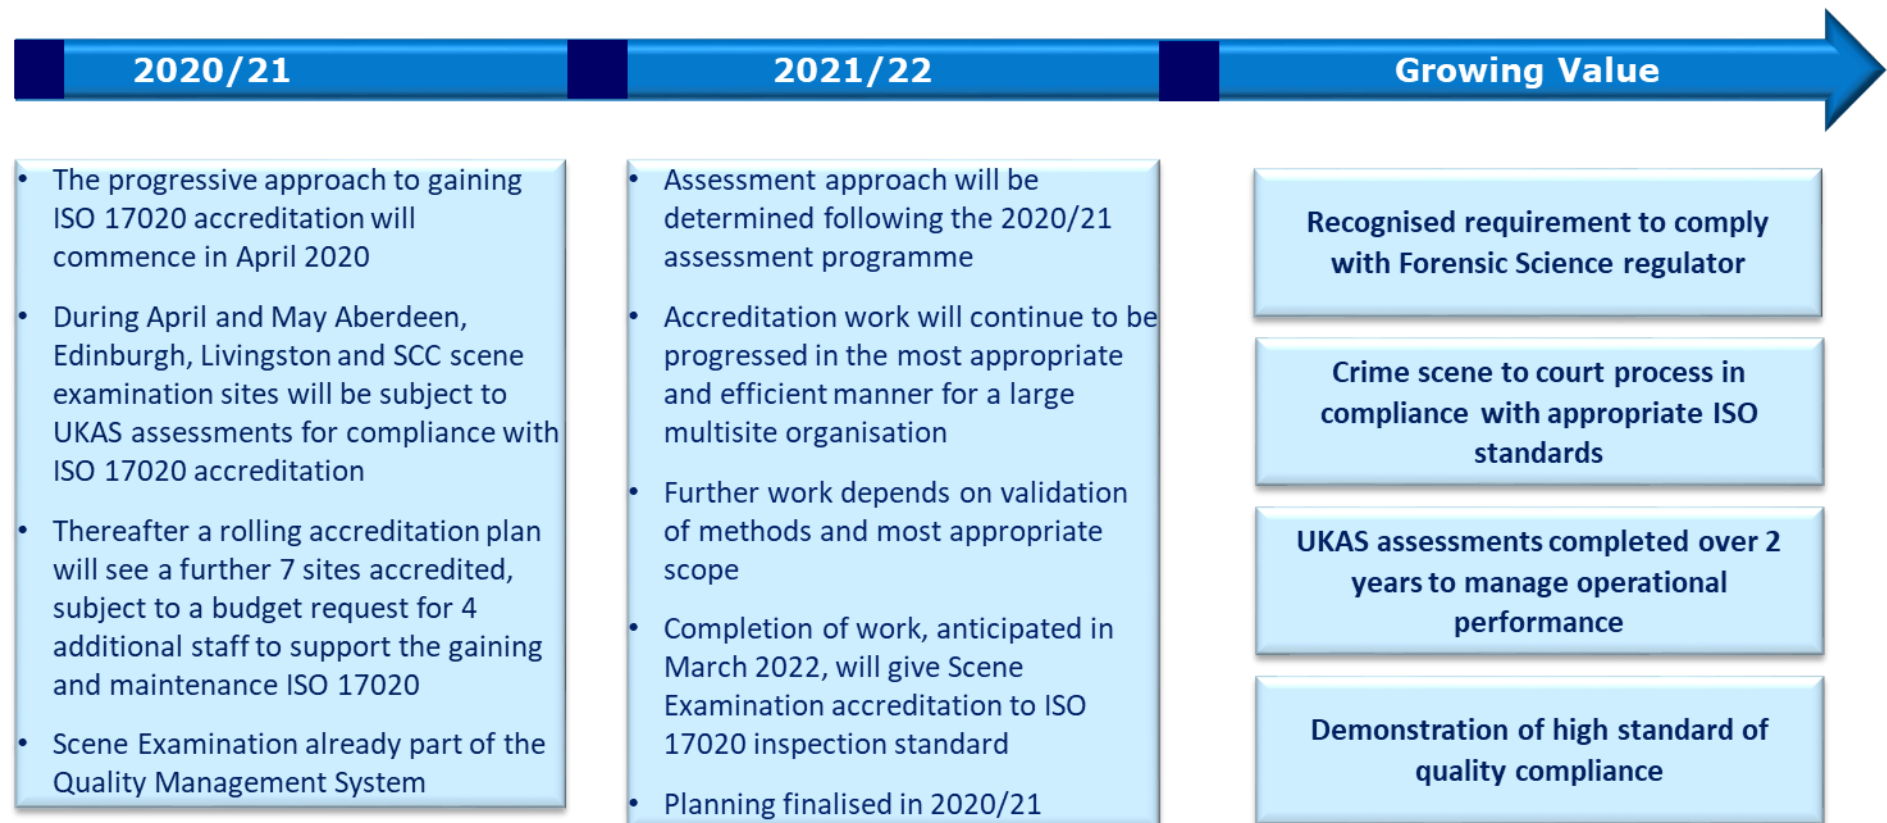 2020/21
2021/22
Growing Value
• The progressive approach to gaining
ISO 17020 accreditation will
commence in April 2020
• During April and May Aberdeen,
Edinburgh, Livingston and SCC scene
examination sites will be subject to
UKAS assessments for compliance with
ISO 17020 accreditation
• Thereafter a rolling accreditation plan
will see a further 7 sites accredited,
subject to a budget request for 4
additional staff to support the gaining
and maintenance ISO 17020
• Scene Examination already part of the
Quality Management System
• Assessment approach will be
determined following the 2020/21
assessment programme
• Accreditation work will continue to be
progressed in the most appropriate
and efficient manner for a large
multisite organisation
• Further work depends on validation
of methods and most appropriate
scope
• Completion of work, anticipated in
March 2022, will give Scene
Examination accreditation to ISO
17020 inspection standard
• Planning finalised in 2020/21
Recognised requirement to comply
with Forensic Science regulator
Crime scene to court process in
compliance with appropriate ISO
standards
UKAS assessments completed over 2
years to manage operational
performance
Demonstration of high standard of
quality compliance